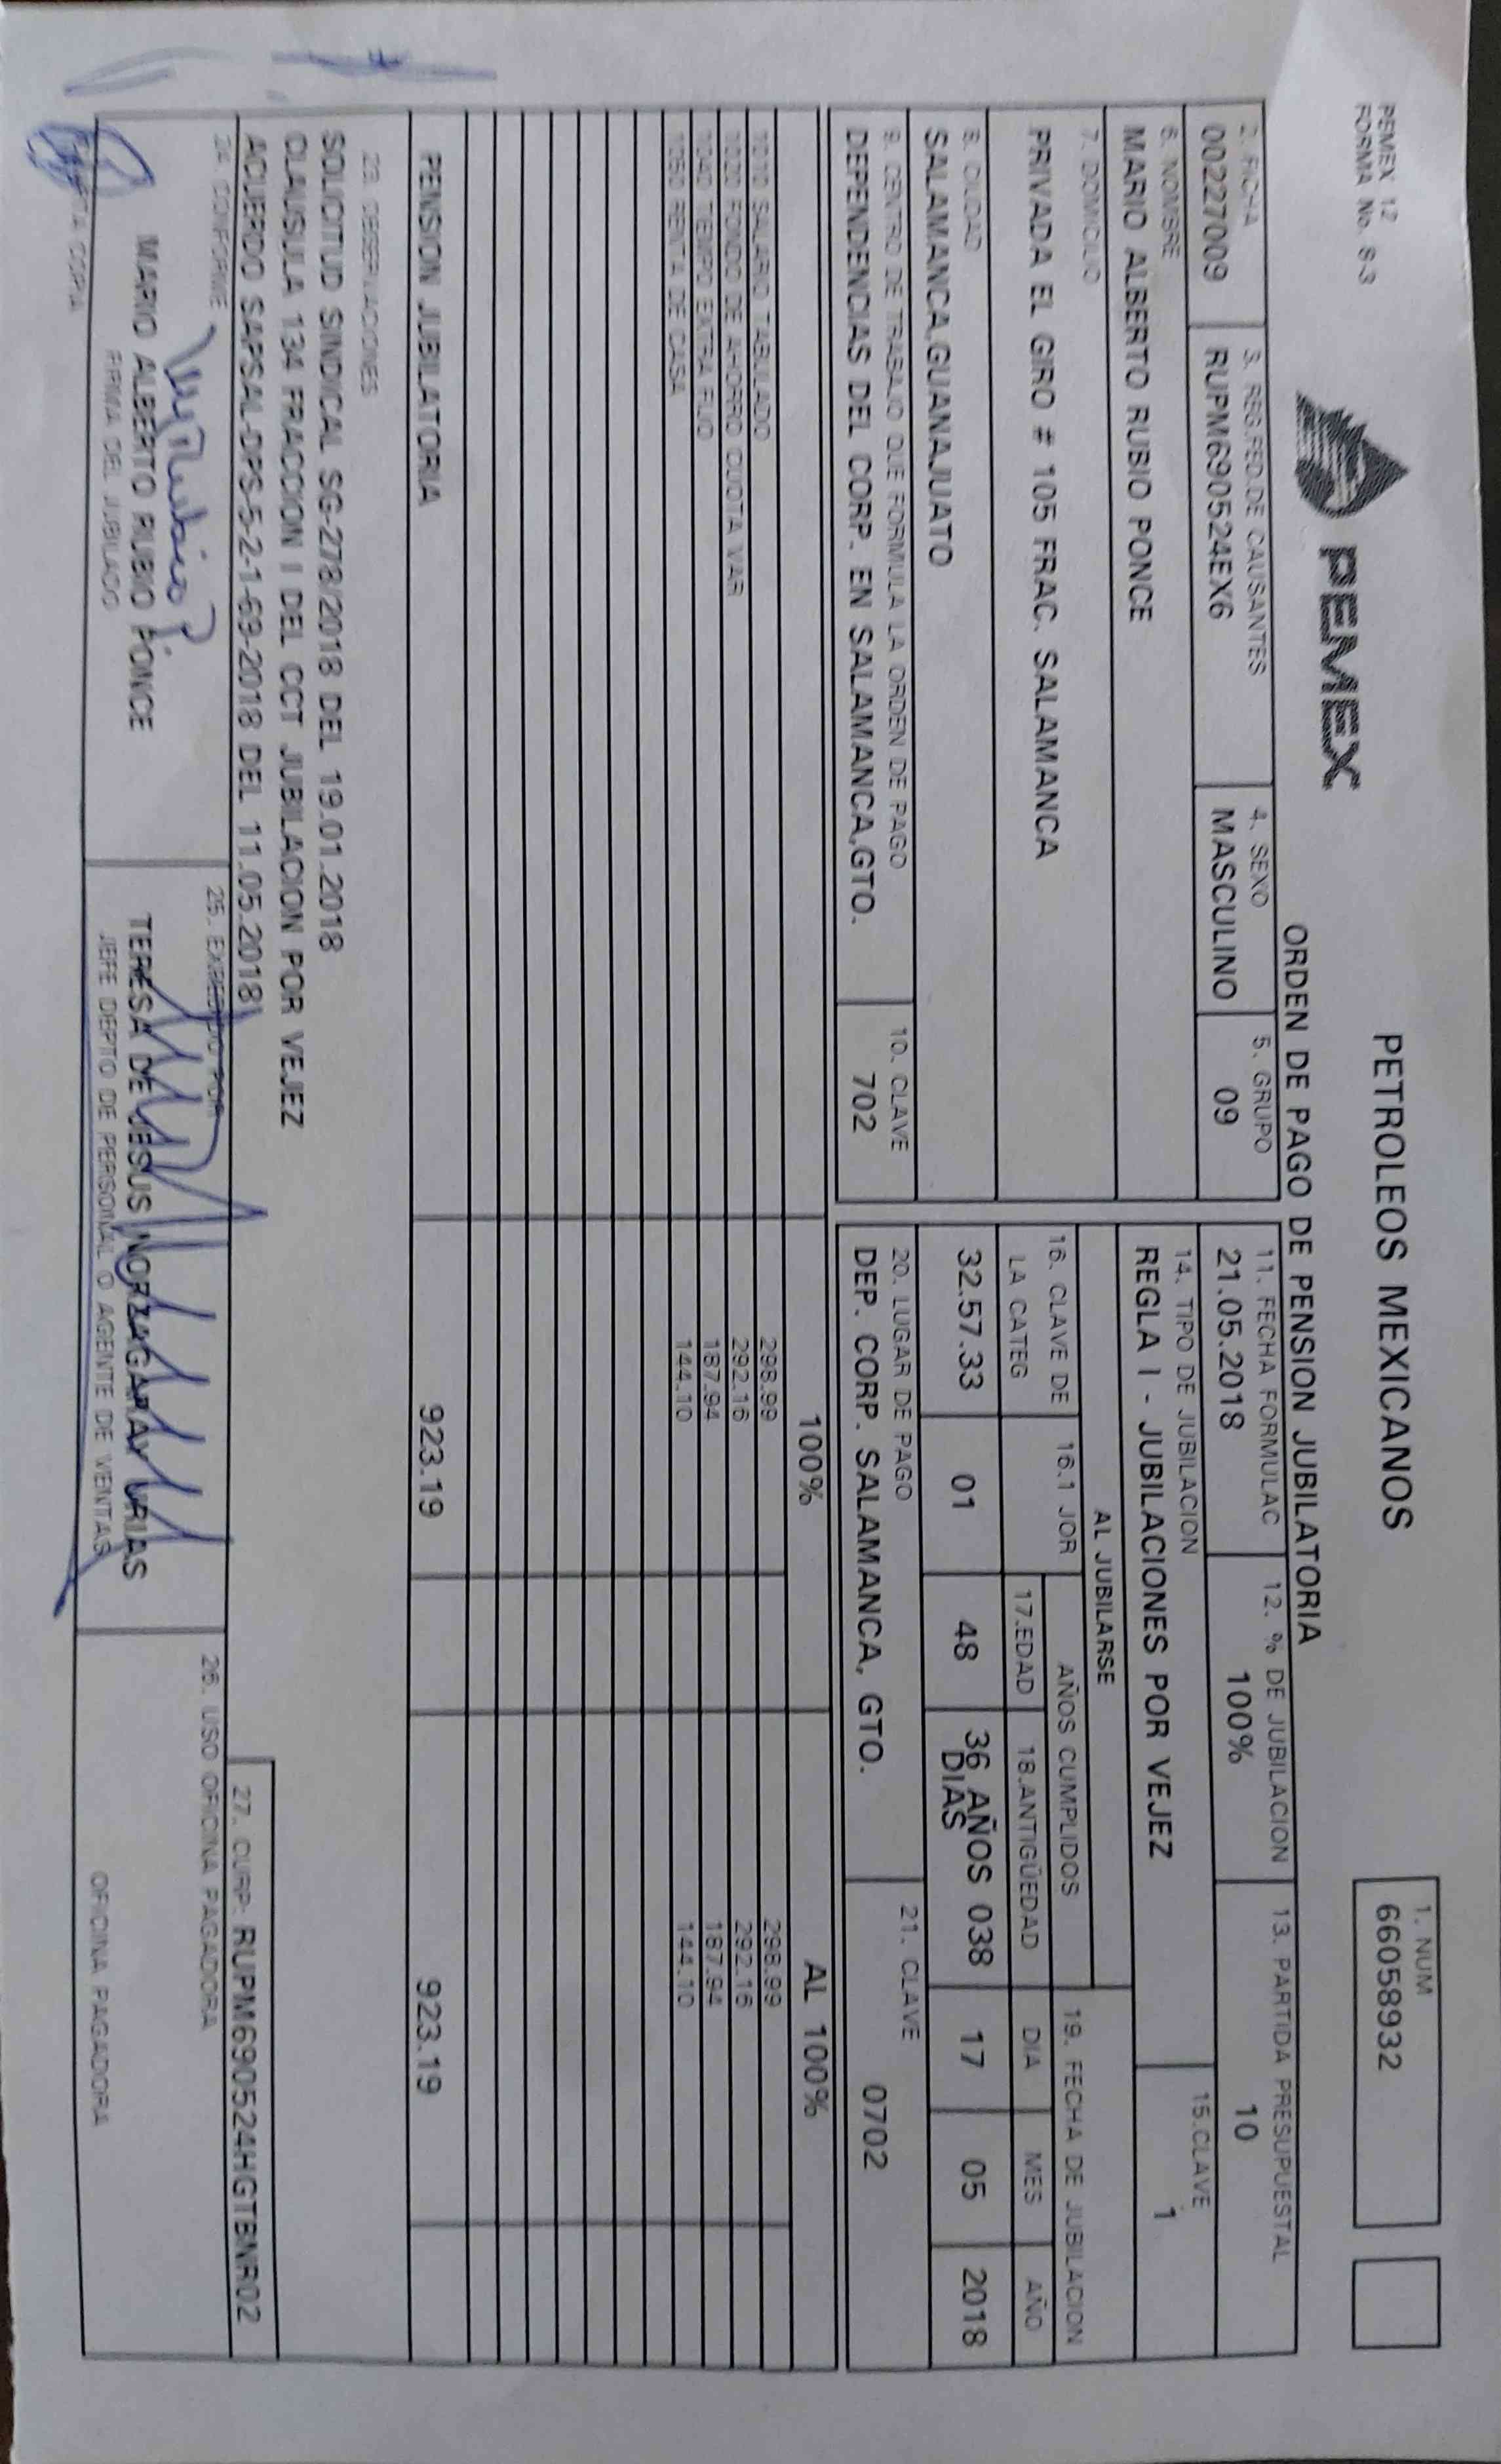 PEMEX 12
FORMA No. S-3
PEMEX
PETROLEOS MEXICANOS
ORDEN DE PAGO DE PENSION JUBILATORIA
1. NUM
66058932
2. FICHA
00227009
3. REG.FED.DE CAUSANTES
RUPM690524EX6
4. SEXO
MASCULINO
5. GRUPO
09
6. NOMBRE
MARIO ALBERTO RUBIO PONCE
7. DOMICILIO
PRIVADA EL GIRO # 105 FRAC. SALAMANCA
8. CIUDAD
SALAMANCA,GUANAJUATO
9. CENTRO DE TRABAJO QUE FORMULA LA ORDEN DE PAGO
DEPENDENCIAS DEL CORP. EN SALAMANCA,GTO.
10. CLAVE
702
11. FECHA FORMULAC
21.05.2018
12. % DE JUBILACION
100%
13. PARTIDA PRESUPUESTAL
10
14. TIPO DE JUBILACION
REGLA I - JUBILACIONES POR VEJEZ
15.CLAVE
1
AL JUBILARSE
16. CLAVE DE
LA CATEG
32.57.33
16.1 JOR
01
AÑOS CUMPLIDOS
17.EDAD
48
18.ANTIGÜEDAD
36 AÑOS 038
DIAS
19. FECHA DE JUBILACION
DIA MES AÑO
17 05 2018
20. LUGAR DE PAGO
DEP. CORP. SALAMANCA, GTO.
21. CLAVE
0702
100% AL 100%
1010 SALARIO TABULADO 298.99 298.99
1020 FONDO DE AHORRO CUOTA VAR 292.16 292.16
1040 TIEMPO EXTRA FIJO 187.94 187.94
1050 RENTA DE CASA 144.10 144.10
PENSION JUBILATORIA 923.19 923.19
23. OBSERVACIONES
SOLICITUD SINDICAL SG-278/2018 DEL 19.01.2018
CLAUSULA 134 FRACCION I DEL CCT JUBILACION POR VEJEZ
ACUERDO SAPSAL-DPS-5-2-1-69-2018 DEL 11.05.2018
27. CURP: RUPM690524HGTBNR02
24. CONFORME
MARIO ALBERTO RUBIO PONCE
FIRMA DEL JUBILADO
25. EXPEDIDO POR
TERESA DE JESUS NORZAGARAY URIAS
JEFE DEPTO DE PERSONAL O AGENTE DE VENTAS
26. USO OFICINA PAGADORA
OFICINA PAGADORA
COPIA